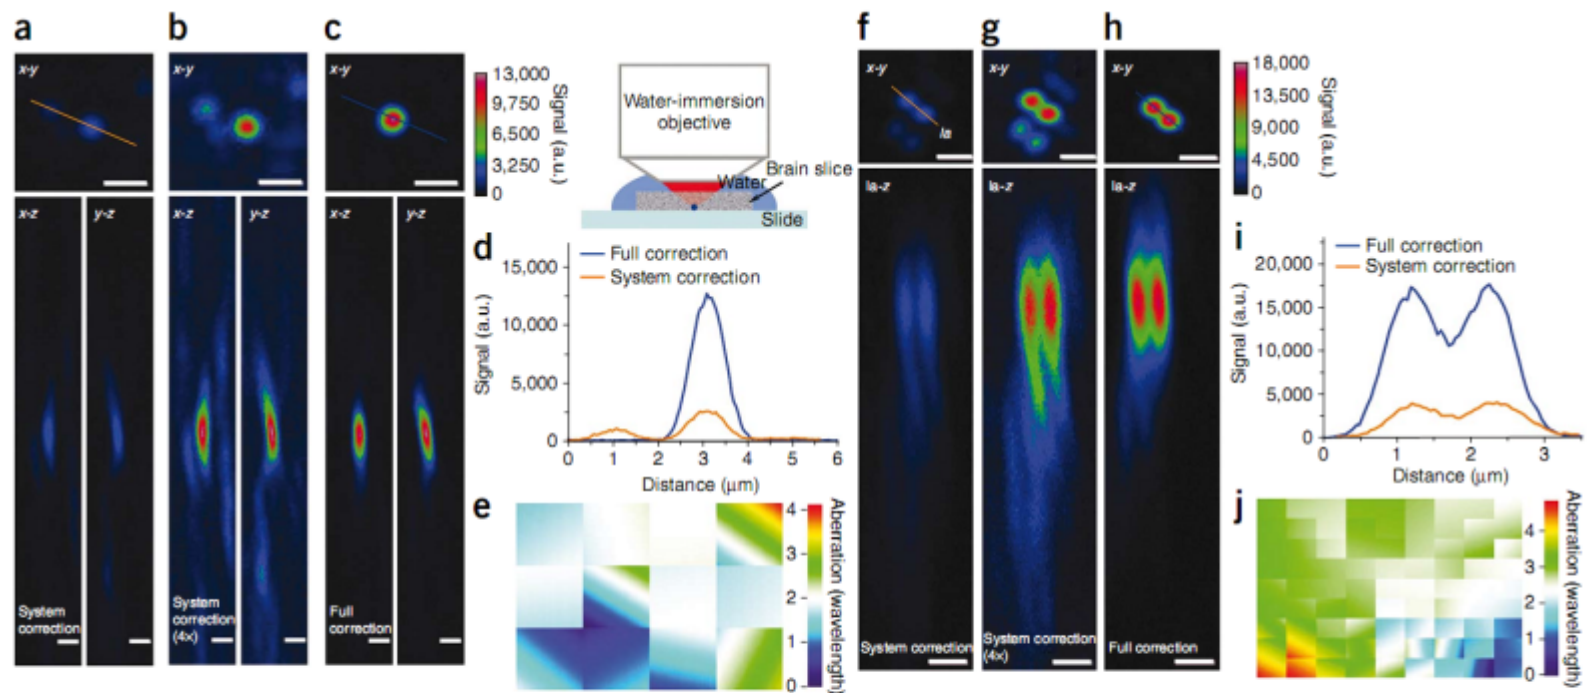 a
x-y
x-z
y-z
System
correction
b
x-y
x-z
y-z
System
correction
(4x)
c
x-y
x-z
y-z
Full
correction
13,000
9,750
6,500
3,250
0
Signal (a.u.)
Water-immersion
objective
Water
Brain slice
Slide
d
Full correction
System correction
15,000
10,000
5,000
0
Signal (a.u.)
0 1 2 3 4 5 6
Distance (μm)
e
4
3
2
1
0
Aberration (wavelength)
f
x-y
la
la-z
System correction
g
x-y
la-z
System correction
(4x)
h
x-y
la-z
Full correction
18,000
13,500
9,000
4,500
0
Signal (a.u.)
i
Full correction
System correction
20,000
15,000
10,000
5,000
0
Signal (a.u.)
0 1 2 3
Distance (μm)
j
4
3
2
1
0
Aberration (wavelength)